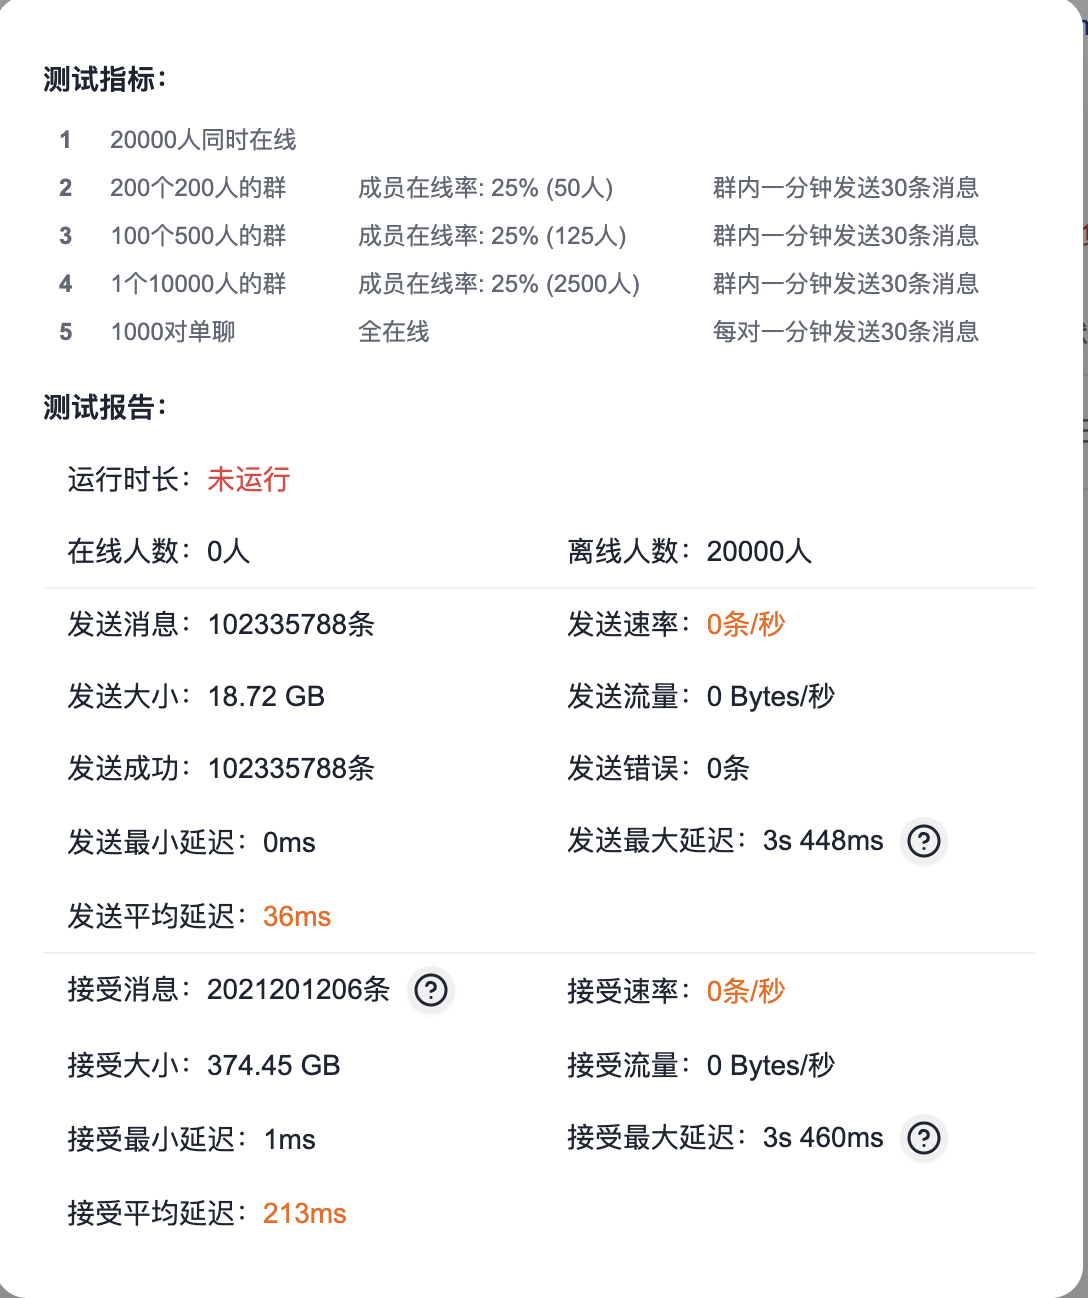 测试指标：
1 20000人同时在线
2 200个200人的群 成员在线率: 25% (50人) 群内一分钟发送30条消息
3 100个500人的群 成员在线率: 25% (125人) 群内一分钟发送30条消息
4 1个10000人的群 成员在线率: 25% (2500人) 群内一分钟发送30条消息
5 1000对单聊 全在线 每对一分钟发送30条消息
测试报告：
运行时长：未运行
在线人数：0人 离线人数：20000人
发送消息：102335788条 发送速率：0条/秒
发送大小：18.72 GB 发送流量：0 Bytes/秒
发送成功：102335788条 发送错误：0条
发送最小延迟：0ms 发送最大延迟：3s 448ms ?
发送平均延迟：36ms
接受消息：2021201206条 ? 接受速率：0条/秒
接受大小：374.45 GB 接受流量：0 Bytes/秒
接受最小延迟：1ms 接受最大延迟：3s 460ms ?
接受平均延迟：213ms